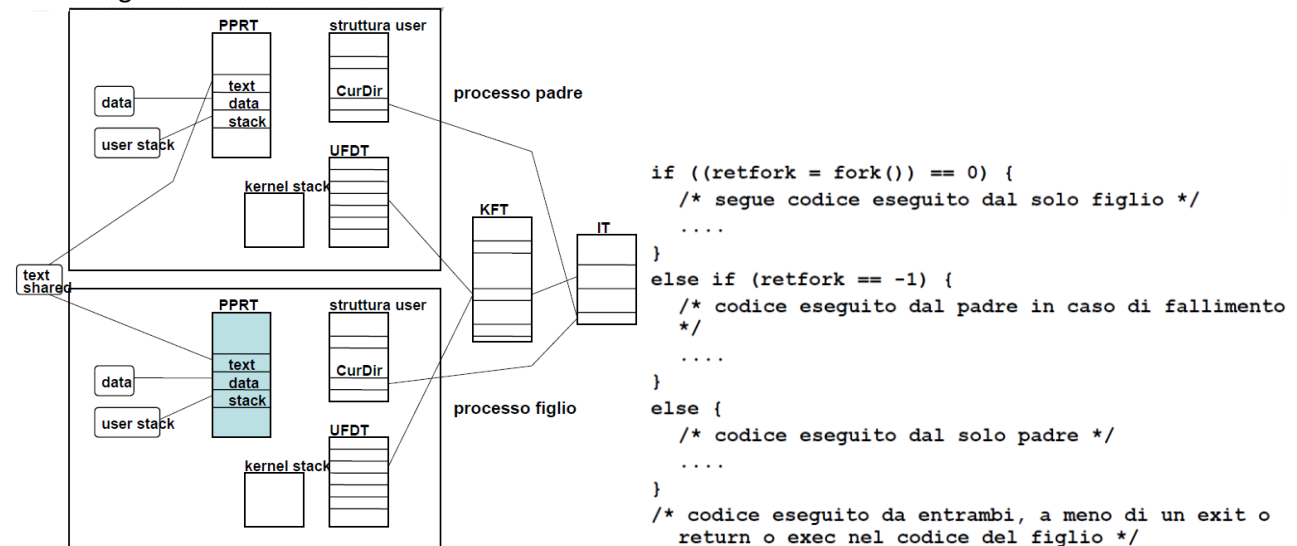 PPRT
struttura user
text
data
stack
CurDir
data
user stack
processo padre
UFDT
kernel stack
KFT
IT
text
shared
PPRT
struttura user
text
data
stack
CurDir
data
user stack
processo figlio
UFDT
kernel stack
if ((retfork = fork()) == 0) {
/* segue codice eseguito dal solo figlio */
....
}
else if (retfork == -1) {
/* codice eseguito dal padre in caso di fallimento
*/
....
}
else {
/* codice eseguito dal solo padre */
....
}
/* codice eseguito da entrambi, a meno di un exit o
return o exec nel codice del figlio */